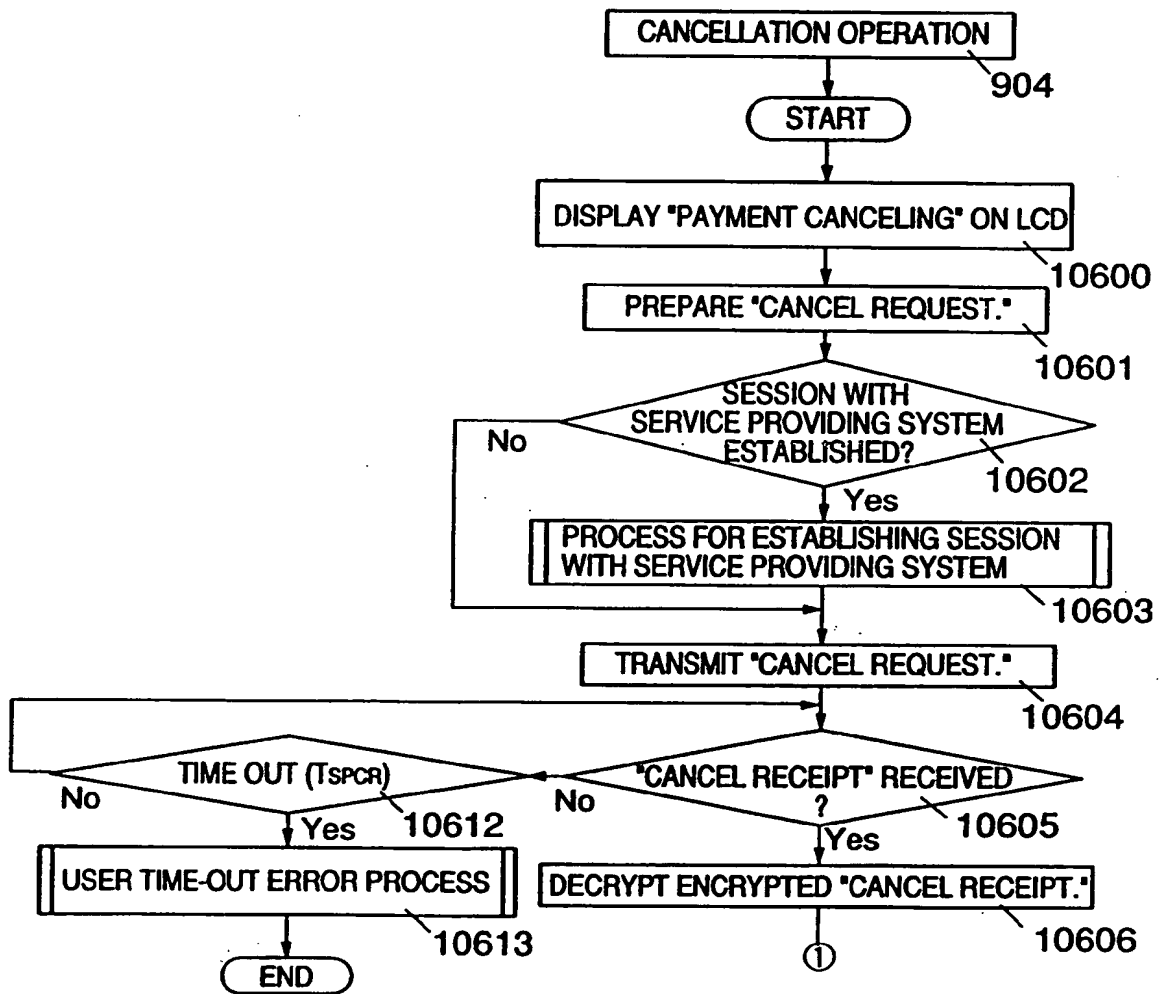 CANCELLATION OPERATION
904
START
DISPLAY "PAYMENT CANCELING" ON LCD
10600
PREPARE "CANCEL REQUEST."
10601
SESSION WITH
SERVICE PROVIDING SYSTEM
ESTABLISHED?
No
10602
Yes
PROCESS FOR ESTABLISHING SESSION
WITH SERVICE PROVIDING SYSTEM
10603
TRANSMIT "CANCEL REQUEST."
10604
TIME OUT (TSPCR)
No
10612
Yes
"CANCEL RECEIPT" RECEIVED
?
No
10605
Yes
USER TIME-OUT ERROR PROCESS
10613
DECRYPT ENCRYPTED "CANCEL RECEIPT."
10606
END
①